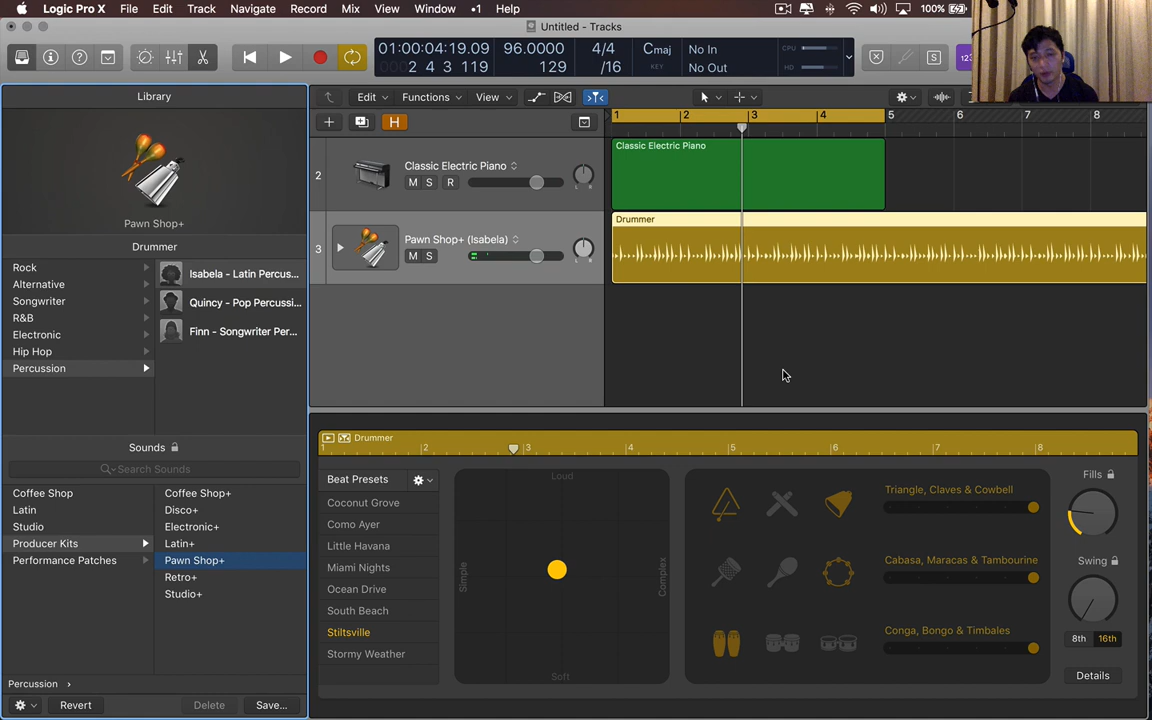 Logic Pro X File Edit Track Navigate Record Mix View Window 1 Help 100%
Untitled - Tracks
01:00:04:19.09 96.0000 4/4 Cmaj No In CPU
0002 4 3 119 129 /16 KEY No Out HD
S 123
Library
Edit Functions View
H
1 2 3 4 5 6 7 8
Pawn Shop+
Drummer
Rock
Alternative
Songwriter
R&B
Electronic
Hip Hop
Percussion
Isabela - Latin Percus...
Quincy - Pop Percussi...
Finn - Songwriter Per...
2
Classic Electric Piano
M S R
Classic Electric Piano
3
Pawn Shop+ (Isabela)
M S
Drummer
Sounds
Search Sounds
Coffee Shop
Latin
Studio
Producer Kits
Performance Patches
Coffee Shop+
Disco+
Electronic+
Latin+
Pawn Shop+
Retro+
Studio+
Percussion
Revert Delete Save...
Drummer
1 2 3 4 5 6 7 8
Beat Presets
Coconut Grove
Como Ayer
Little Havana
Miami Nights
Ocean Drive
South Beach
Stiltsville
Stormy Weather
Loud
Simple
Complex
Soft
Triangle, Claves & Cowbell
Cabasa, Maracas & Tambourine
Conga, Bongo & Timbales
Fills
Swing
8th 16th
Details